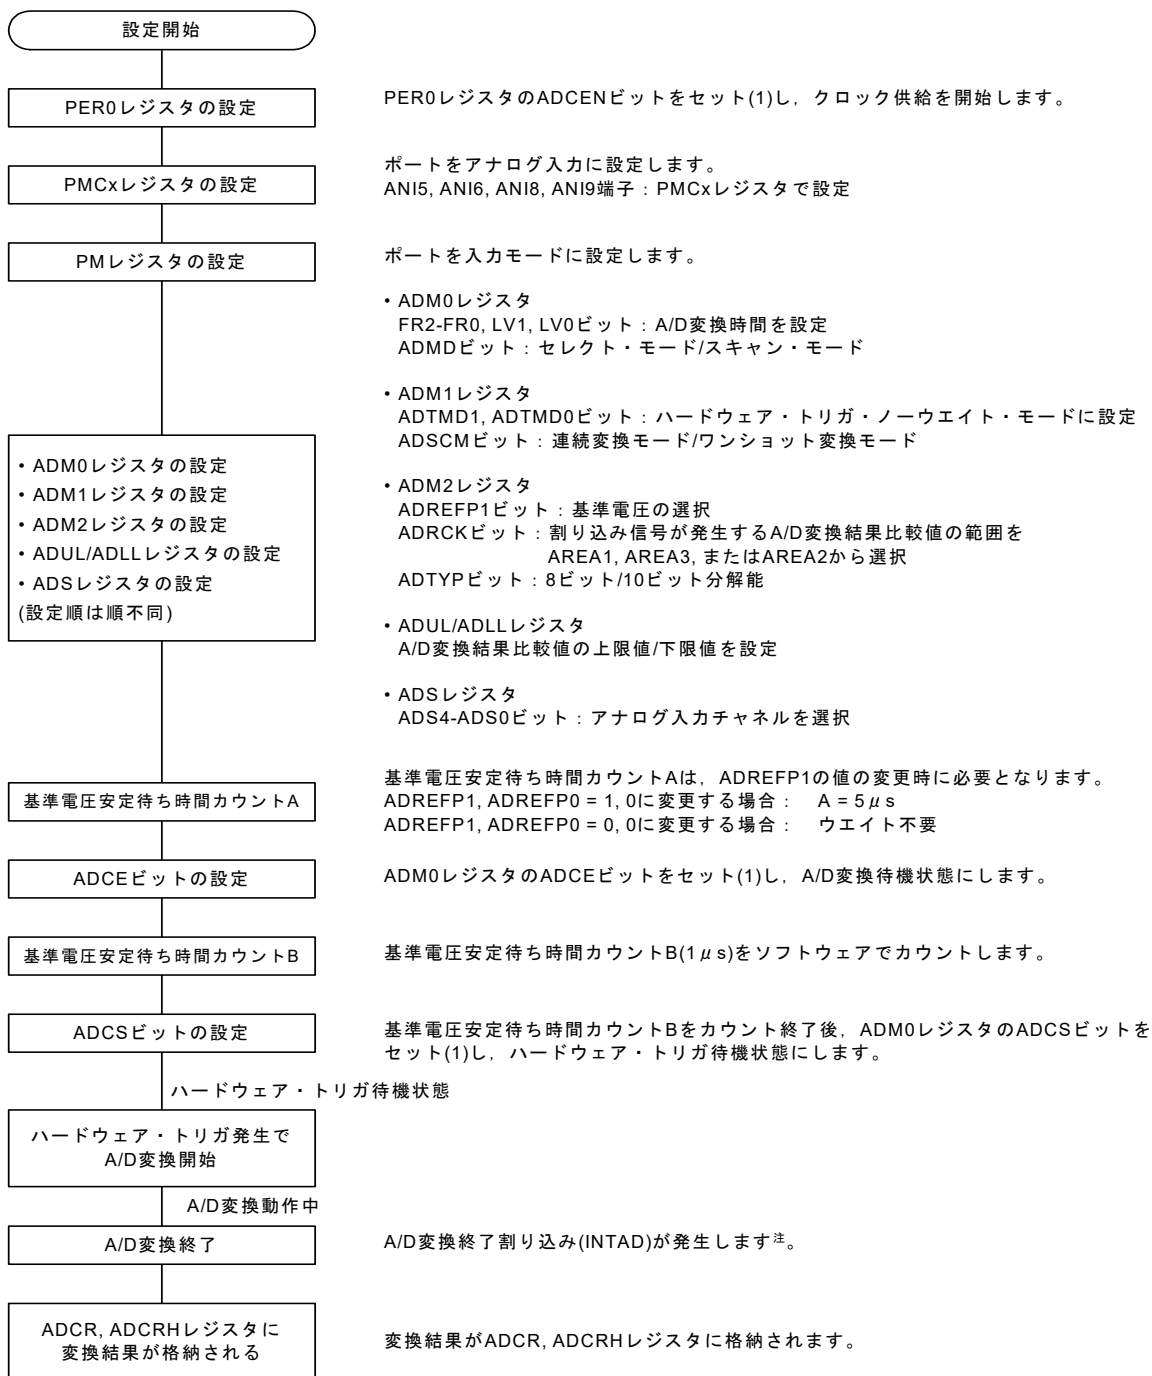 設定開始
PER0レジスタの設定
PER0レジスタのADCENビットをセット(1)し，クロック供給を開始します。
PMCxレジスタの設定
ポートをアナログ入力に設定します。
ANI5, ANI6, ANI8, ANI9端子：PMCxレジスタで設定
PMレジスタの設定
ポートを入力モードに設定します。
• ADM0レジスタの設定
• ADM1レジスタの設定
• ADM2レジスタの設定
• ADUL/ADLLレジスタの設定
• ADSレジスタの設定
(設定順は順不同)
• ADM0レジスタ
FR2-FR0, LV1, LV0ビット：A/D変換時間を設定
ADMDビット：セレクト・モード/スキャン・モード
• ADM1レジスタ
ADTMD1, ADTMD0ビット：ハードウェア・トリガ・ノーウエイト・モードに設定
ADSCMビット：連続変換モード/ワンショット変換モード
• ADM2レジスタ
ADREFP1ビット：基準電圧の選択
ADRCKビット：割り込み信号が発生するA/D変換結果比較値の範囲を
AREA1, AREA3, またはAREA2から選択
ADTYPビット：8ビット/10ビット分解能
• ADUL/ADLLレジスタ
A/D変換結果比較値の上限値/下限値を設定
• ADSレジスタ
ADS4-ADS0ビット：アナログ入力チャネルを選択
基準電圧安定待ち時間カウントA
基準電圧安定待ち時間カウントAは，ADREFP1の値の変更時に必要となります。
ADREFP1, ADREFP0 = 1, 0に変更する場合： A = 5μs
ADREFP1, ADREFP0 = 0, 0に変更する場合： ウエイト不要
ADCEビットの設定
ADM0レジスタのADCEビットをセット(1)し，A/D変換待機状態にします。
基準電圧安定待ち時間カウントB
基準電圧安定待ち時間カウントB(1μs)をソフトウェアでカウントします。
ADCSビットの設定
基準電圧安定待ち時間カウントBをカウント終了後，ADM0レジスタのADCSビットを
セット(1)し，ハードウェア・トリガ待機状態にします。
ハードウェア・トリガ待機状態
ハードウェア・トリガ発生で
A/D変換開始
A/D変換動作中
A/D変換終了
A/D変換終了割り込み(INTAD)が発生します注。
ADCR, ADCRHレジスタに
変換結果が格納される
変換結果がADCR, ADCRHレジスタに格納されます。